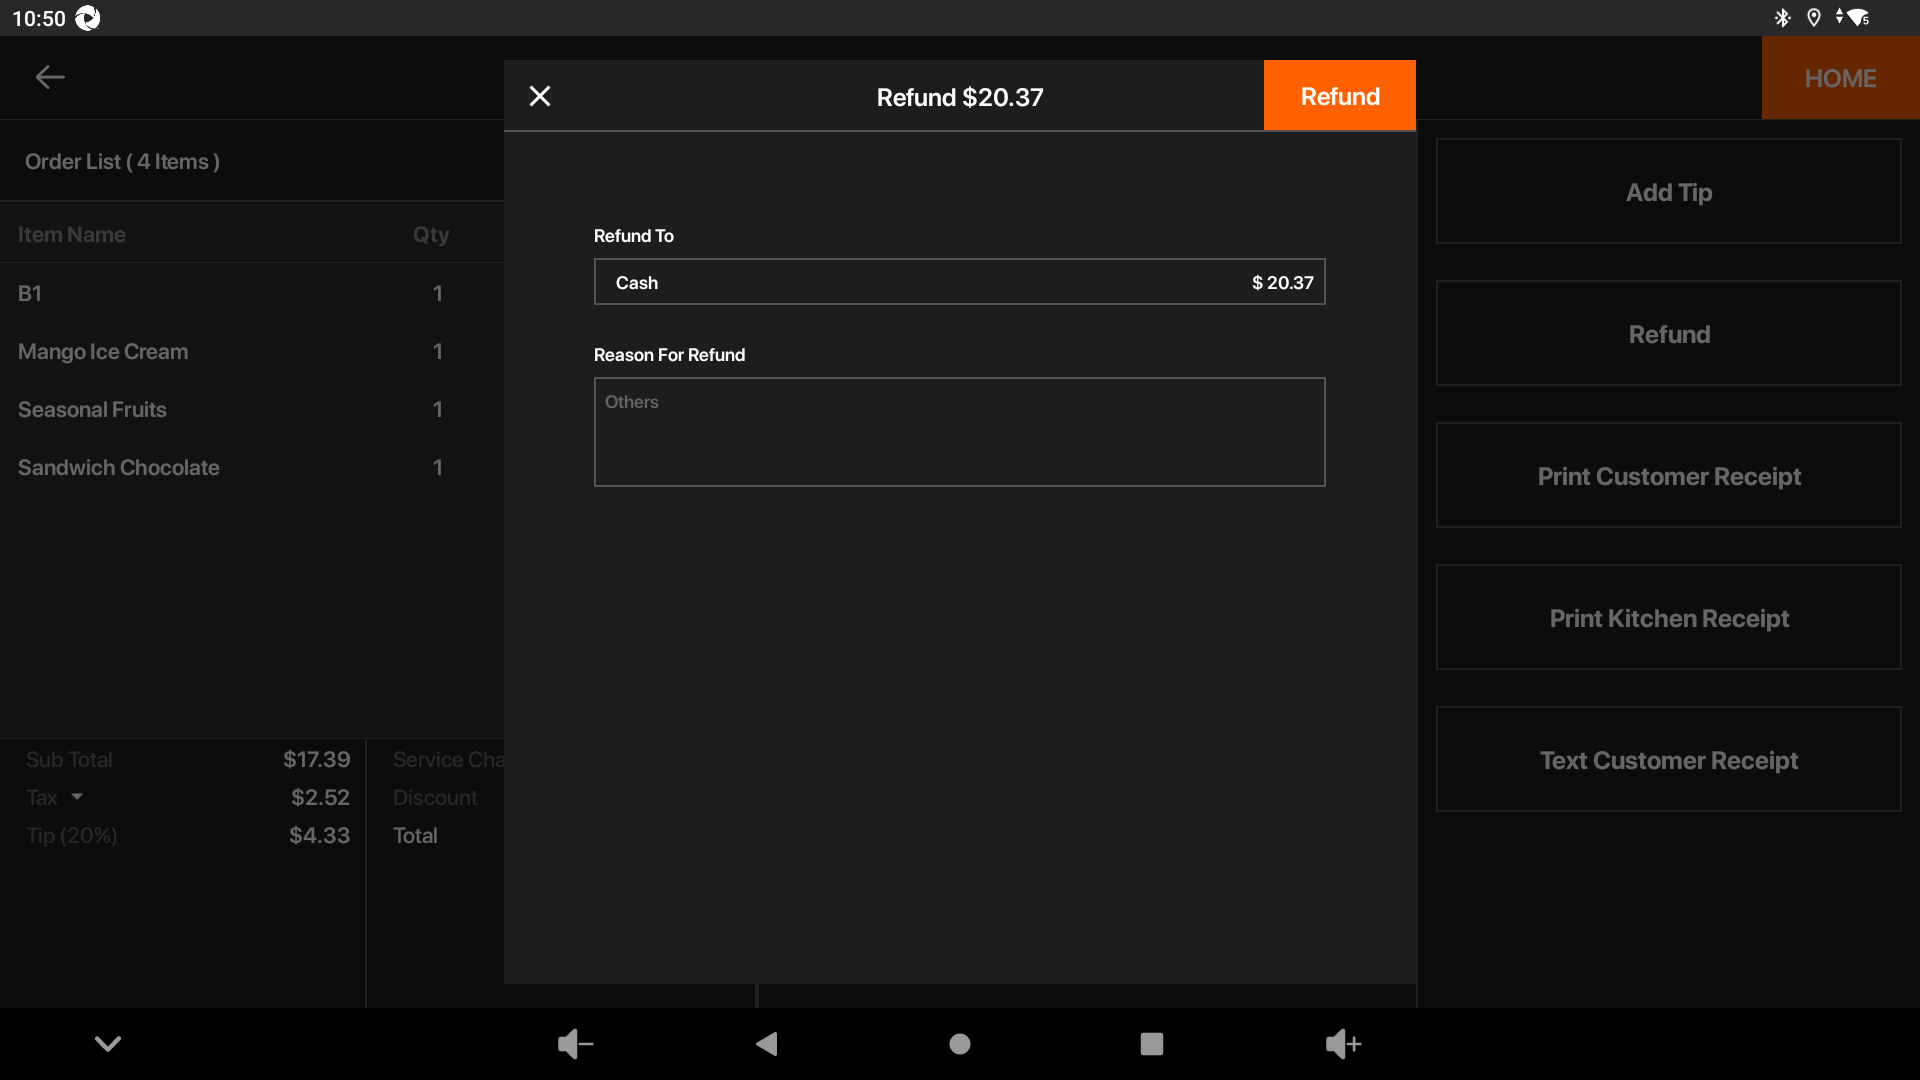 10:50
5
HOME
Refund $20.37
Refund
Order List ( 4 Items )
Item Name Qty
B1 1
Mango Ice Cream 1
Seasonal Fruits 1
Sandwich Chocolate 1
Sub Total $17.39
Tax $2.52
Tip (20%) $4.33
Service Cha
Discount
Total
Refund To
Cash $ 20.37
Reason For Refund
Others
Add Tip
Refund
Print Customer Receipt
Print Kitchen Receipt
Text Customer Receipt